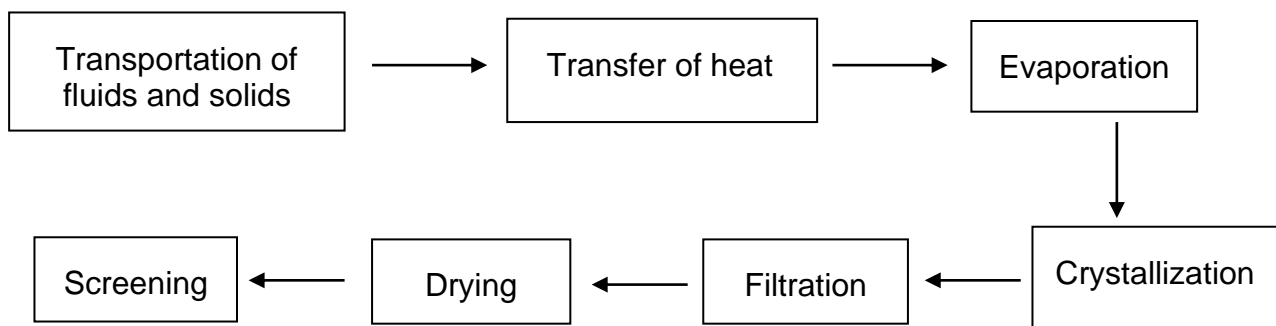 Transportation of
fluids and solids
Transfer of heat
Evaporation
Crystallization
Filtration
Drying
Screening